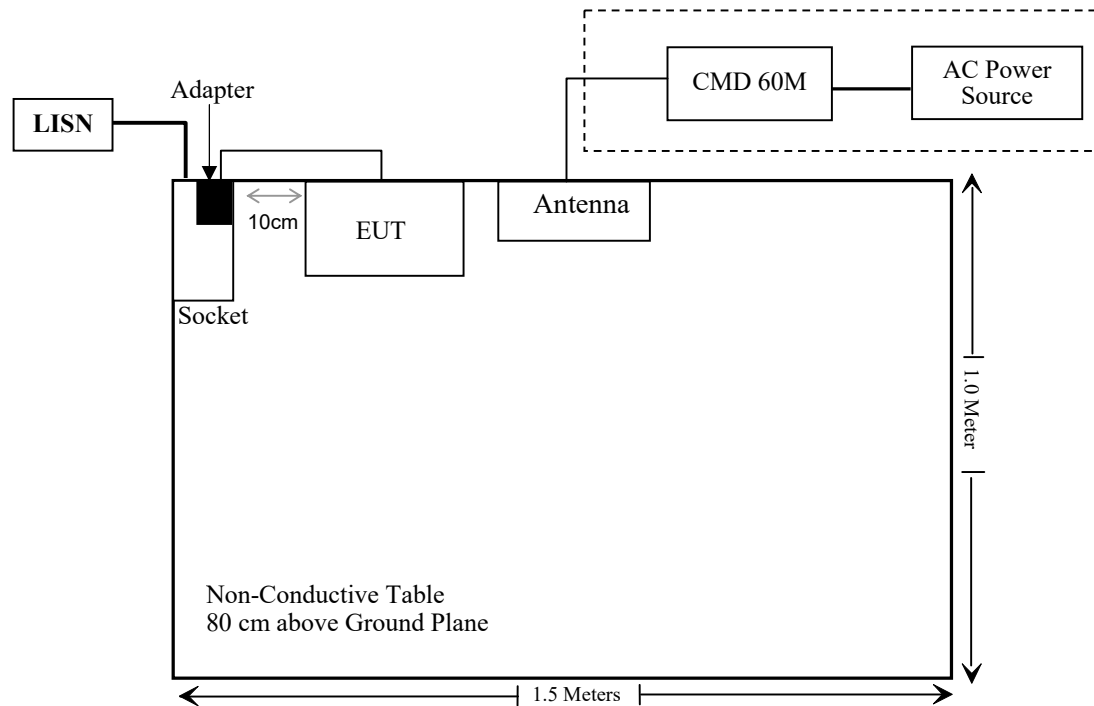 CMD 60M
AC Power
Source
Adapter
LISN
10cm
EUT
Antenna
Socket
1.0 Meter
Non-Conductive Table
80 cm above Ground Plane
1.5 Meters